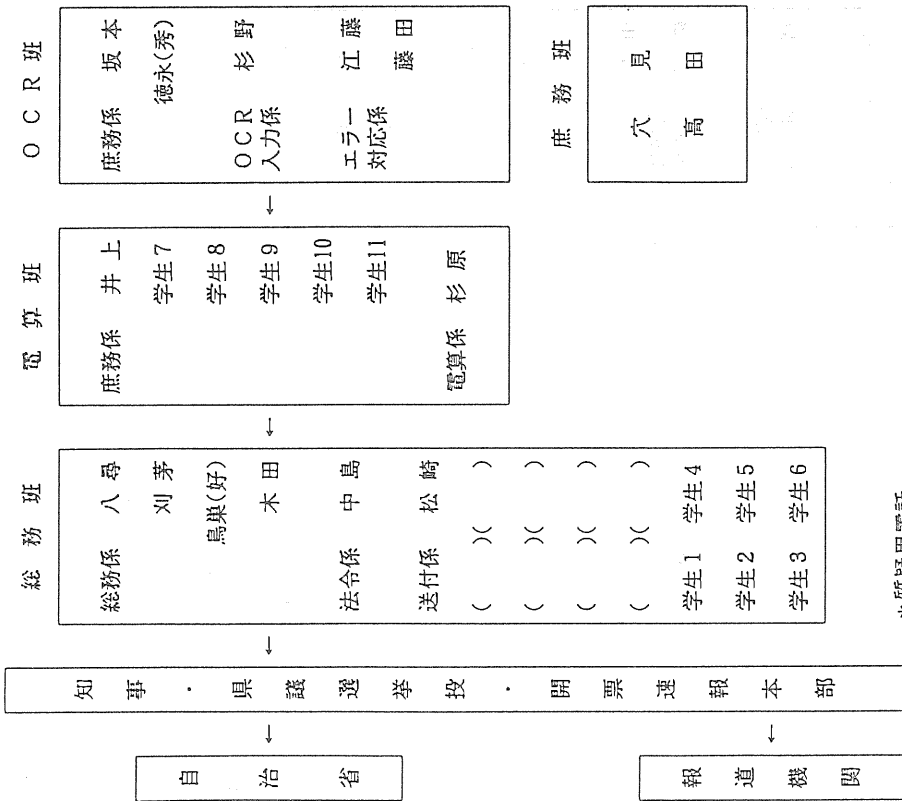 OCR班
庶務係 坂本
徳永(秀)
OCR 杉野
入力係
エラー 江藤
対応係 藤田
庶務班
穴見
高田
↓
電算班
庶務係 井上
学生7
学生8
学生9
学生10
学生11
電算係 杉原
↓
総務班
総務係 八尋
刈茅
鳥巣(好)
木田
法令係 中島
送付係 松崎
( )( )
( )( )
( )( )
( )( )
学生1 学生4
学生2 学生5
学生3 学生6
↓
知事・県議選挙投・開票速報本部
↓
自治省
↓
報道機関